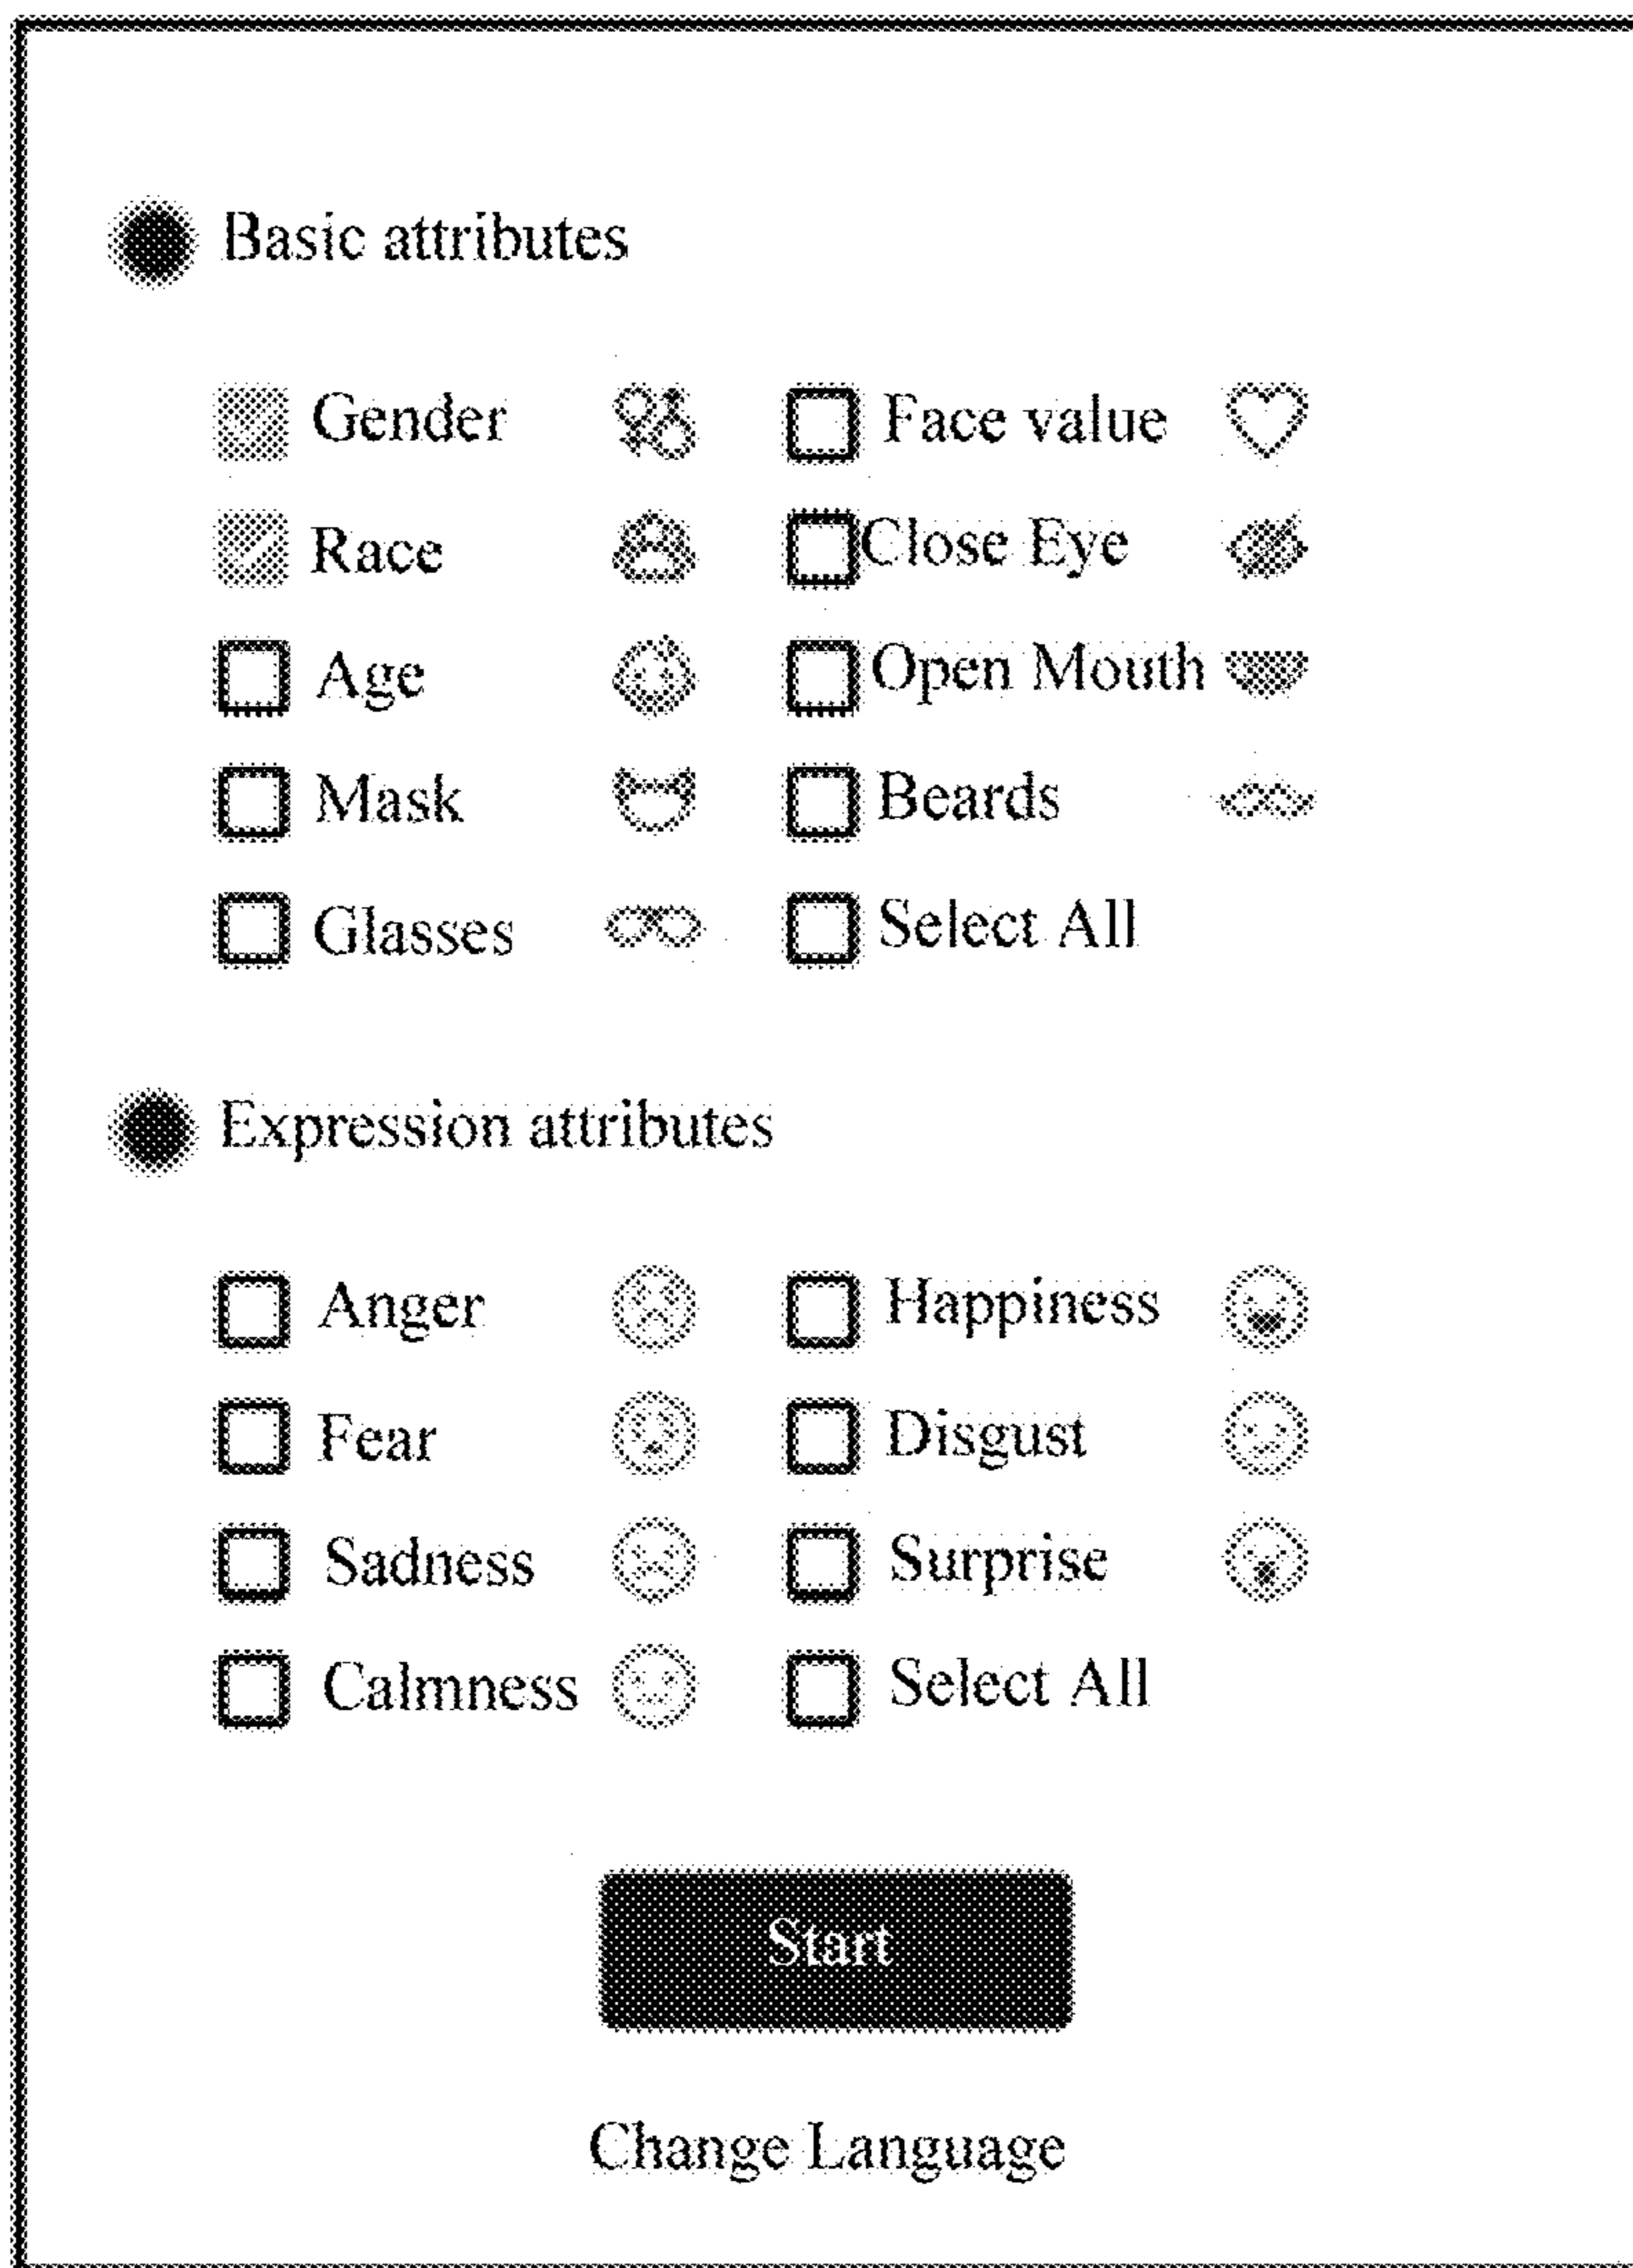 Basic attributes
Gender Face value
Race Close Eye
Age Open Mouth
Mask Beards
Glasses Select All
Expression attributes
Anger Happiness
Fear Disgust
Sadness Surprise
Calmness Select All
Start
Change Language